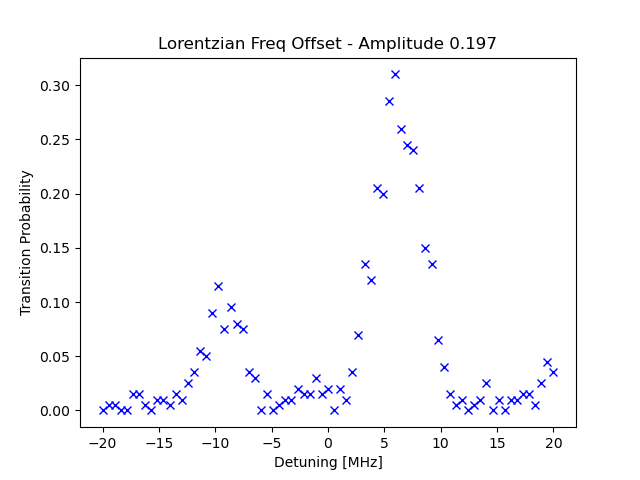 Lorentzian Freq Offset - Amplitude 0.197
0.30
0.25
0.20
0.15
0.10
0.05
0.00
Transition Probability
−20 −15 −10 −5 0 5 10 15 20
Detuning [MHz]